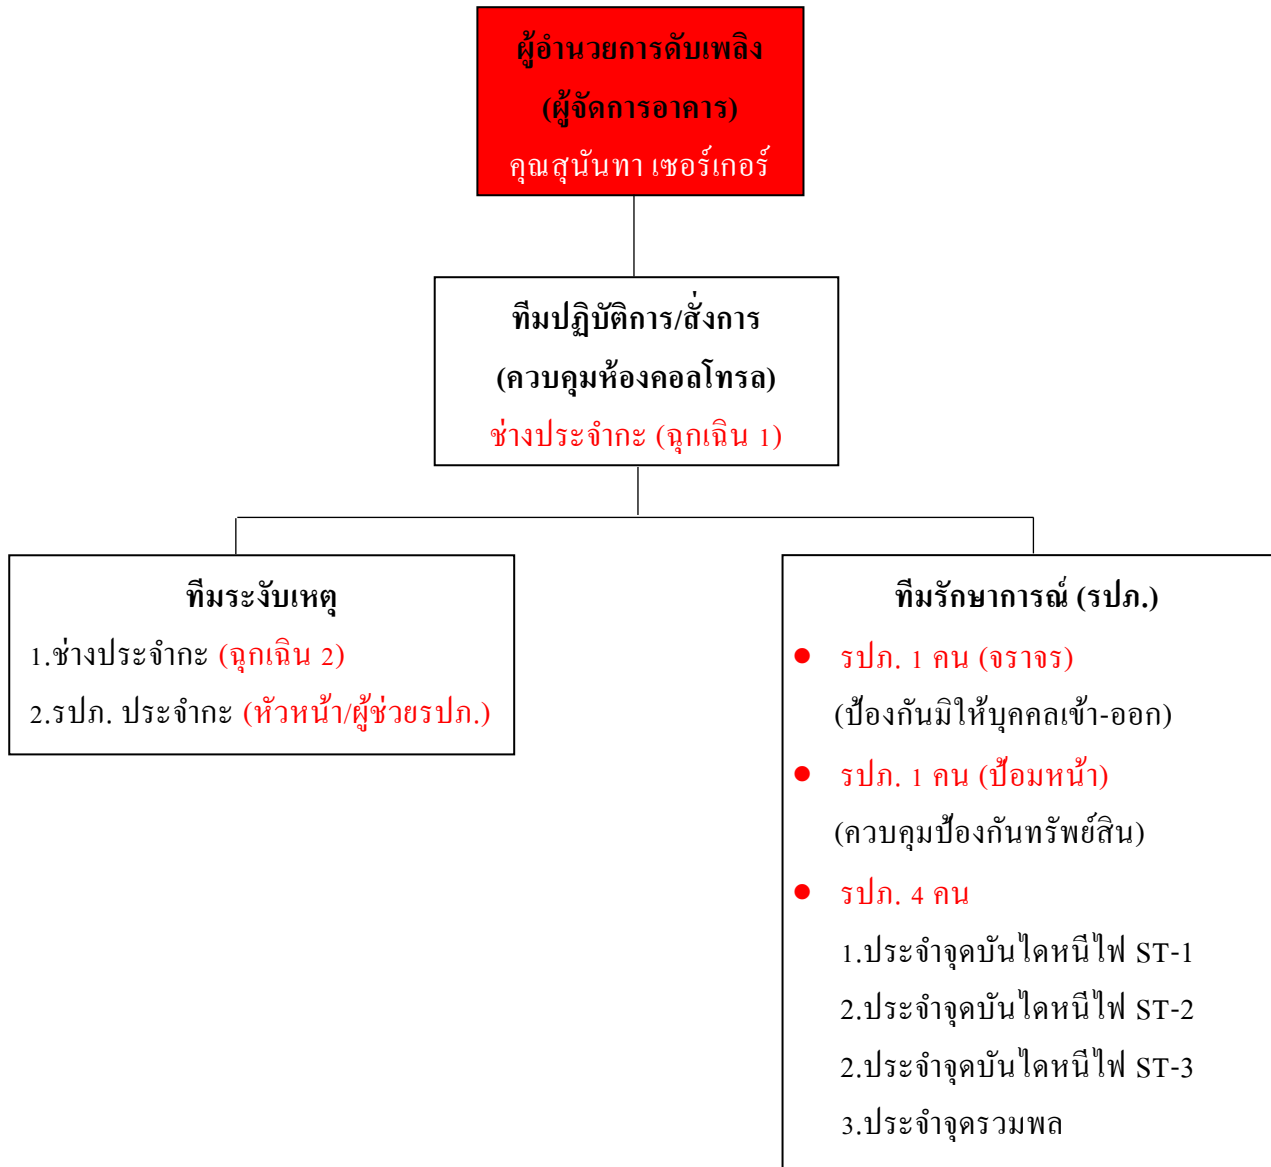 ผู้อำนวยการดับเพลิง
(ผู้จัดการอาคาร)
คุณสุนันทา เซอร์เกอร์
ทีมปฏิบัติการ/สั่งการ
(ควบคุมห้องคอลโทรล)
ช่างประจำกะ (ฉุกเฉิน 1)
ทีมระงับเหตุ
1.ช่างประจำกะ (ฉุกเฉิน 2)
2.รปภ. ประจำกะ (หัวหน้า/ผู้ช่วยรปภ.)
ทีมรักษาการณ์ (รปภ.)
● รปภ. 1 คน (จราจร)
(ป้องกันมิให้บุคคลเข้า-ออก)
● รปภ. 1 คน (ป้อมหน้า)
(ควบคุมป้องกันทรัพย์สิน)
● รปภ. 4 คน
1.ประจำจุดบันไดหนีไฟ ST-1
2.ประจำจุดบันไดหนีไฟ ST-2
2.ประจำจุดบันไดหนีไฟ ST-3
3.ประจำจุดรวมพล